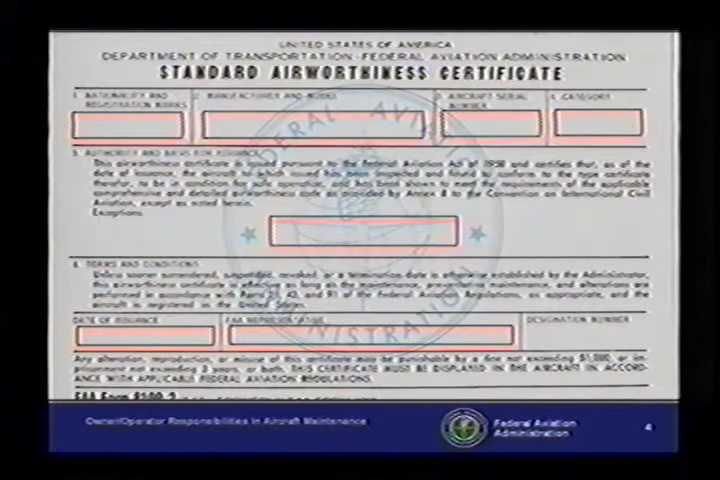 UNITED STATES OF AMERICA
DEPARTMENT OF TRANSPORTATION-FEDERAL AVIATION ADMINISTRATION
STANDARD AIRWORTHINESS CERTIFICATE
1. NATIONALITY AND REGISTRATION MARKS
2. MANUFACTURER AND MODEL
3. AIRCRAFT SERIAL NUMBER
4. CATEGORY
5. AUTHORITY AND BASIS FOR ISSUANCE
This airworthiness certificate is issued pursuant to the Federal Aviation Act of 1958 and certifies that, as of the
date of issuance, the aircraft to which issued has been inspected and found to conform to the type certificate
therefor, to be in condition for safe operation, and has been shown to meet the requirements of the applicable
comprehensive and detailed airworthiness code as provided by Annex 8 to the Convention on International Civil
Aviation, except as noted herein.
Exceptions
6. TERMS AND CONDITIONS
Unless sooner surrendered, suspended, revoked, or a termination date is otherwise established by the Administrator,
this airworthiness certificate is effective as long as the maintenance, preventive maintenance, and alterations are
performed in accordance with Parts 21, 43, and 91 of the Federal Aviation Regulations, as appropriate, and the
aircraft is registered in the United States.
DATE OF ISSUANCE
FAA REPRESENTATIVE
DESIGNATION NUMBER
Any alteration, reproduction, or misuse of this certificate may be punishable by a fine not exceeding $1,000, or im-
prisonment not exceeding 3 years, or both. THIS CERTIFICATE MUST BE DISPLAYED IN THE AIRCRAFT IN ACCORD-
ANCE WITH APPLICABLE FEDERAL AVIATION REGULATIONS.
FAA Form 8100-2
FEDERAL AVIATION
ADMINISTRATION
Owner/Operator Responsibilities in Aircraft Maintenance
Federal Aviation
Administration
4